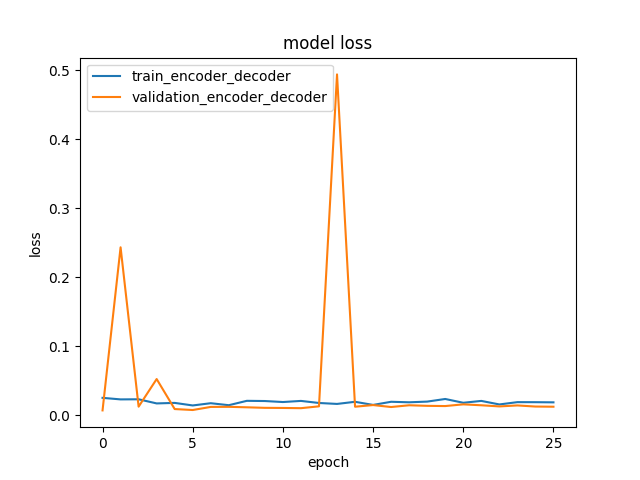 model loss
train_encoder_decoder
validation_encoder_decoder
0.5
0.4
0.3
0.2
0.1
0.0
loss
0 5 10 15 20 25
epoch